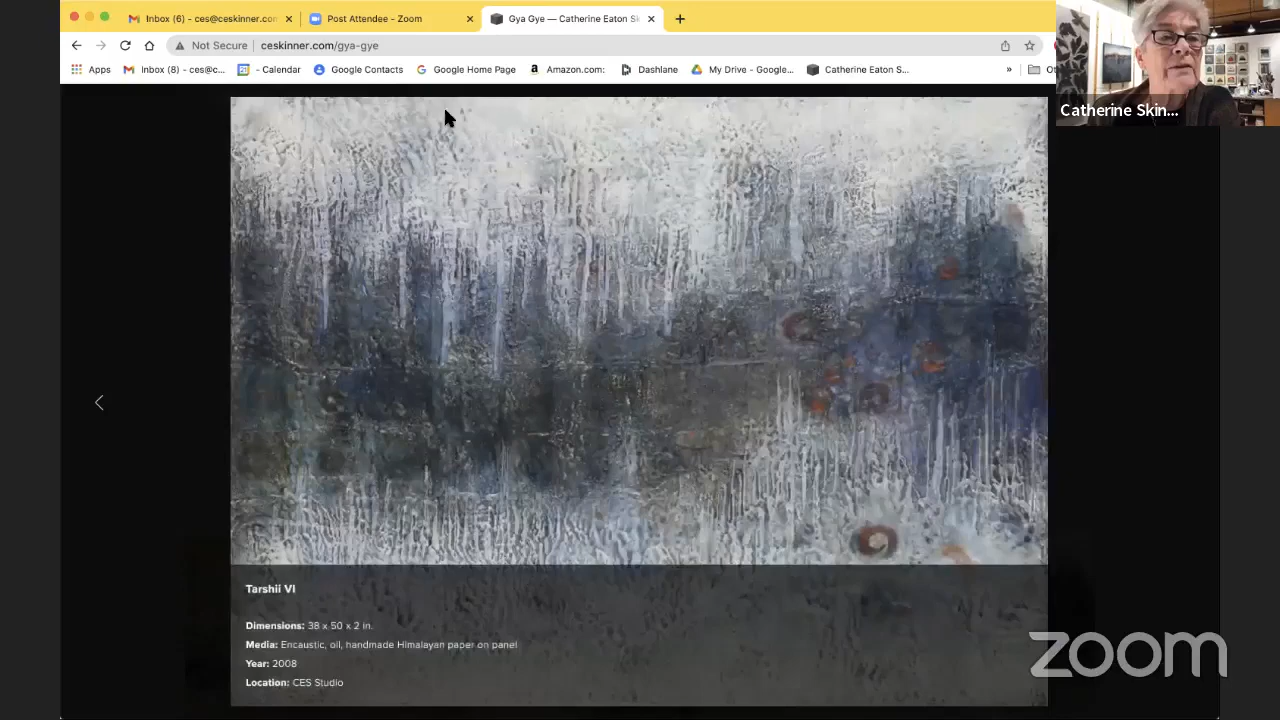 Inbox (6) - ces@ceskinner.con
Post Attendee - Zoom
Gya Gye — Catherine Eaton Sk
Not Secure
ceskinner.com/gya-gye
Apps
Inbox (8) - ces@c...
- Calendar
Google Contacts
Google Home Page
Amazon.com:
Dashlane
My Drive - Google...
Catherine Eaton S...
»
Ot
Catherine Skin...
Tarshii VI
Dimensions: 38 x 50 x 2 in.
Media: Encaustic, oil, handmade Himalayan paper on panel
Year: 2008
Location: CES Studio
zoom